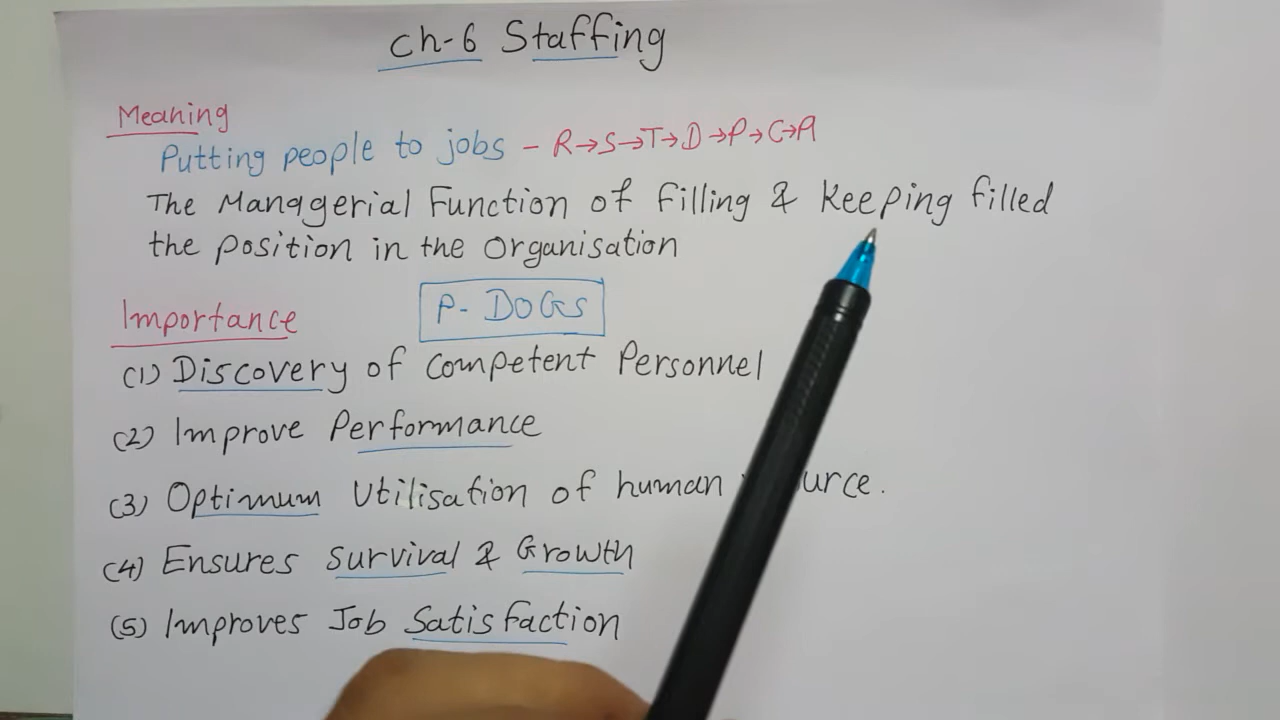 Ch-6 Staffing
Meaning
Putting people to jobs - R→S→T→D→P→C→A
The Managerial Function of Filling & Keeping filled
the position in the Organisation
Importance
P- DOGS
(1) Discovery of Competent Personnel
(2) Improve Performance
(3) Optimum Utilisation of human urce.
(4) Ensures Survival & Growth
(5) Improves Job Satisfaction